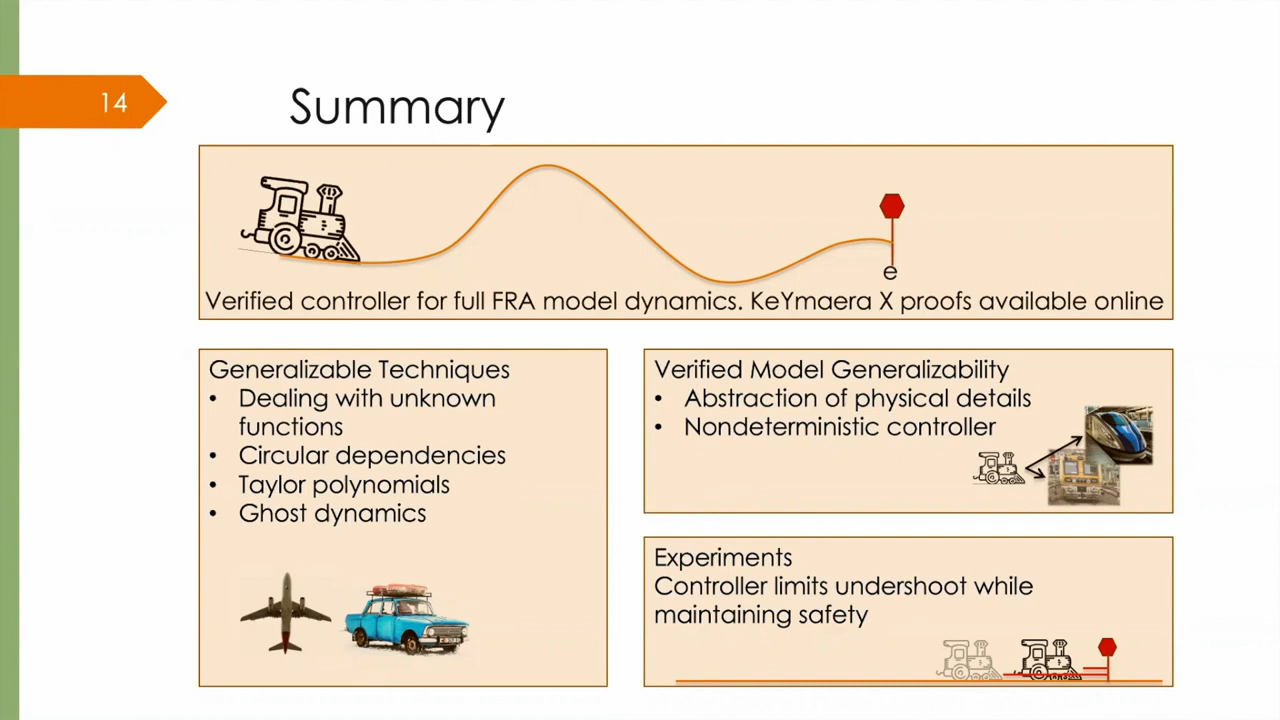 14
Summary
e
Verified controller for full FRA model dynamics. KeYmaera X proofs available online
Generalizable Techniques
• Dealing with unknown
functions
• Circular dependencies
• Taylor polynomials
• Ghost dynamics
Verified Model Generalizability
• Abstraction of physical details
• Nondeterministic controller
Experiments
Controller limits undershoot while
maintaining safety